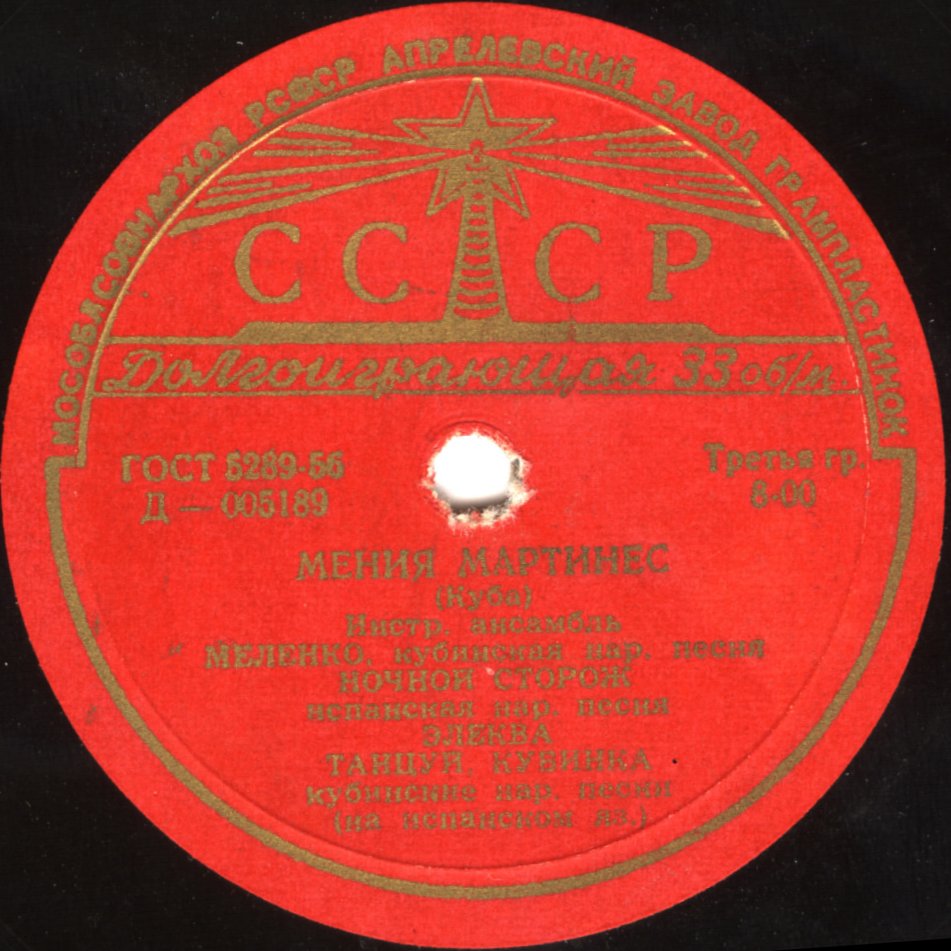 МОСОБЛСОВНАРХОЗ РСФСР АПРЕЛЕВСКИЙ ЗАВОД ГРАМПЛАСТИНОК
СССР
Долгоиграющая 33 об/м.
ГОСТ 5289-56
Д — 005189
Третья гр.
8-00
МЕНИЯ МАРТИНЕС
(Куба)
Инстр. ансамбль
МЕЛЕНКО, кубинская нар. песня
НОЧНОЙ СТОРОЖ
испанская нар. песня
ЭЛЕКВА
ТАНЦУЙ, КУБИНКА
кубинские нар. песни
(на испанском яз.)